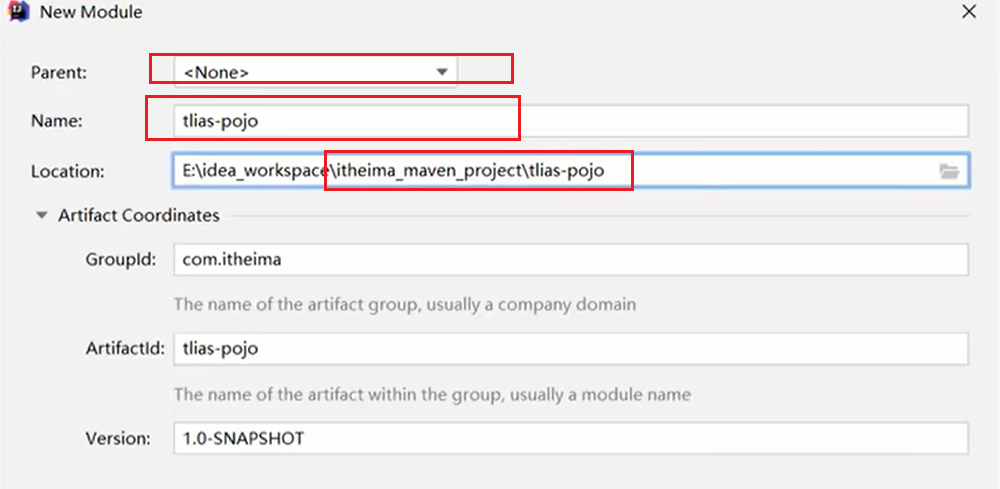 New Module
Parent: <None>
Name: tlias-pojo
Location: E:\idea_workspace\itheima_maven_project\tlias-pojo
Artifact Coordinates
GroupId: com.itheima
The name of the artifact group, usually a company domain
ArtifactId: tlias-pojo
The name of the artifact within the group, usually a module name
Version: 1.0-SNAPSHOT